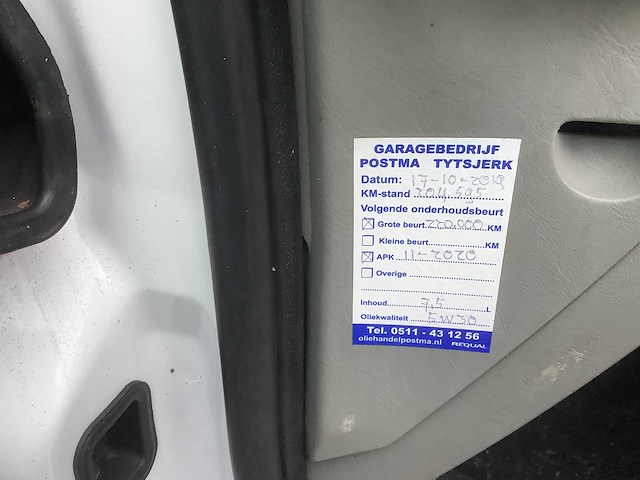 GARAGEBEDRIJF
POSTMA TYTSJERK
Datum: 17-10-2019
KM-stand 204.595
Volgende onderhoudsbeurt
Grote beurt 220.000 KM
Kleine beurt KM
APK 11-2020
Overige
Inhoud 7,5 L
Oliekwaliteit 5W30
Tel. 0511 - 43 12 56
oliehandelpostma.nl REQUAL